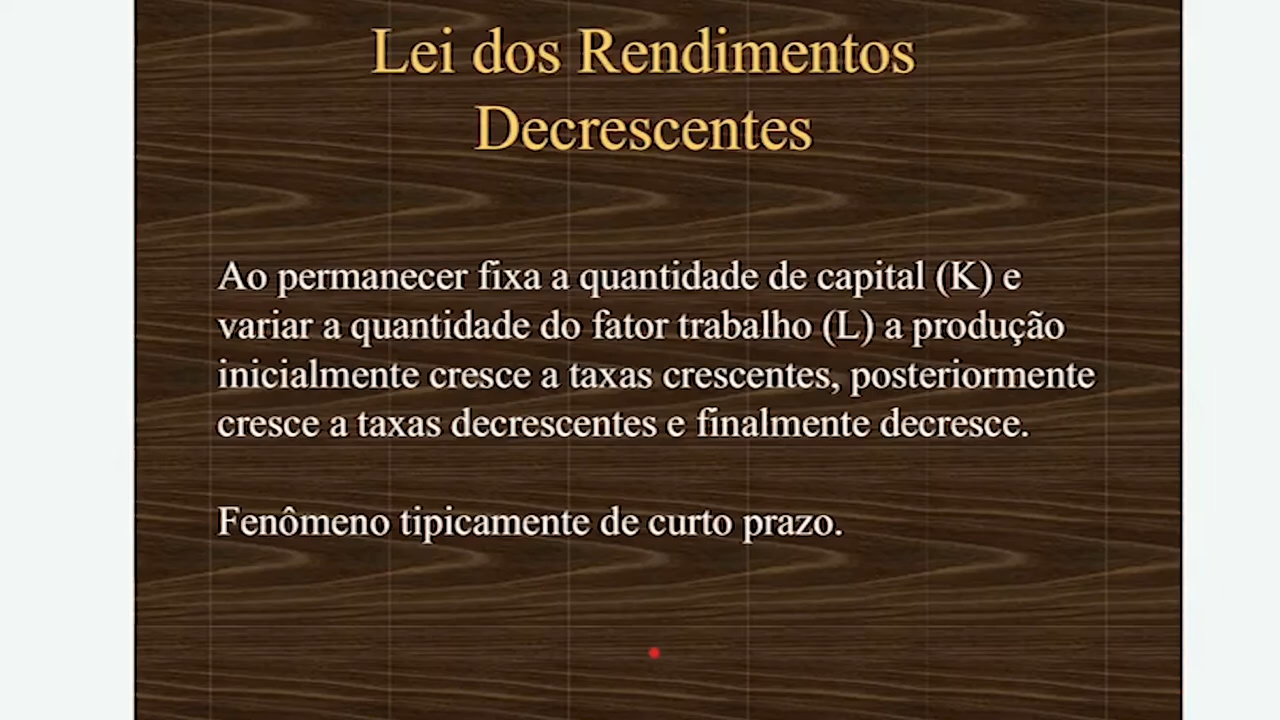 Lei dos Rendimentos
Decrescentes
Ao permanecer fixa a quantidade de capital (K) e
variar a quantidade do fator trabalho (L) a produção
inicialmente cresce a taxas crescentes, posteriormente
cresce a taxas decrescentes e finalmente decresce.
Fenômeno tipicamente de curto prazo.